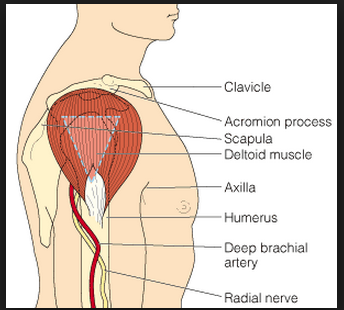 Clavicle
Acromion process
Scapula
Deltoid muscle
Axilla
Humerus
Deep brachial
artery
Radial nerve